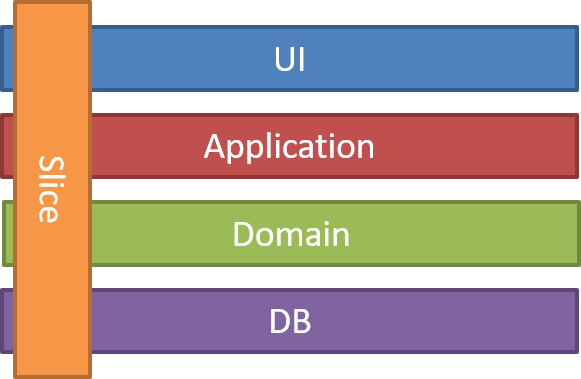 UI
Application
Slice
Domain
DB